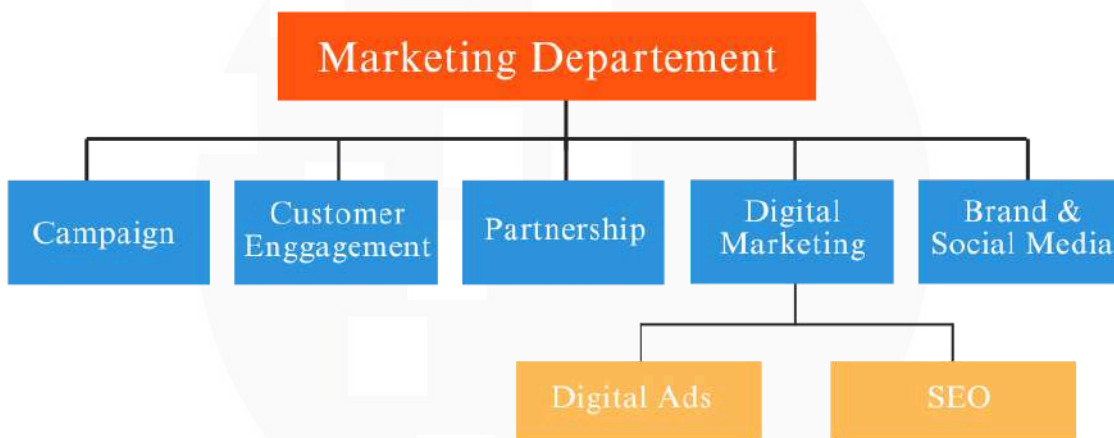 Marketing Departement
Campaign
Customer
Enggagement
Partnership
Digital
Marketing
Brand &
Social Media
Digital Ads
SEO